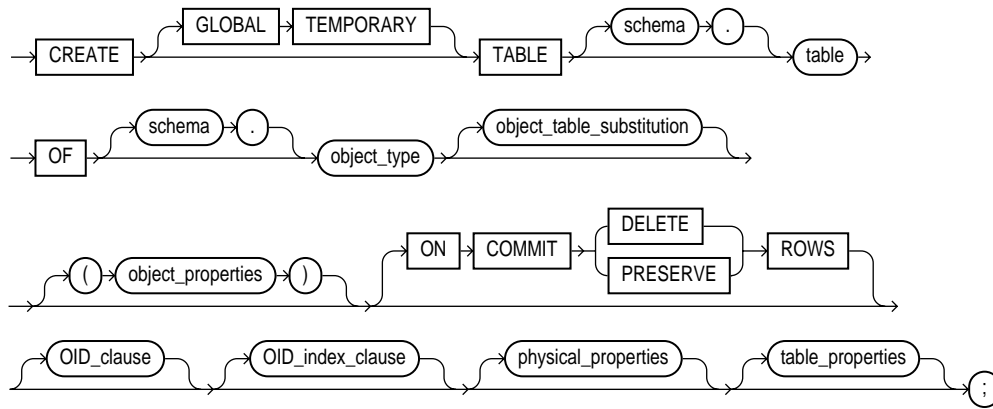 CREATE GLOBAL TEMPORARY TABLE schema . table
OF schema . object_type object_table_substitution
( object_properties ) ON COMMIT DELETE PRESERVE ROWS
OID_clause OID_index_clause physical_properties table_properties ;